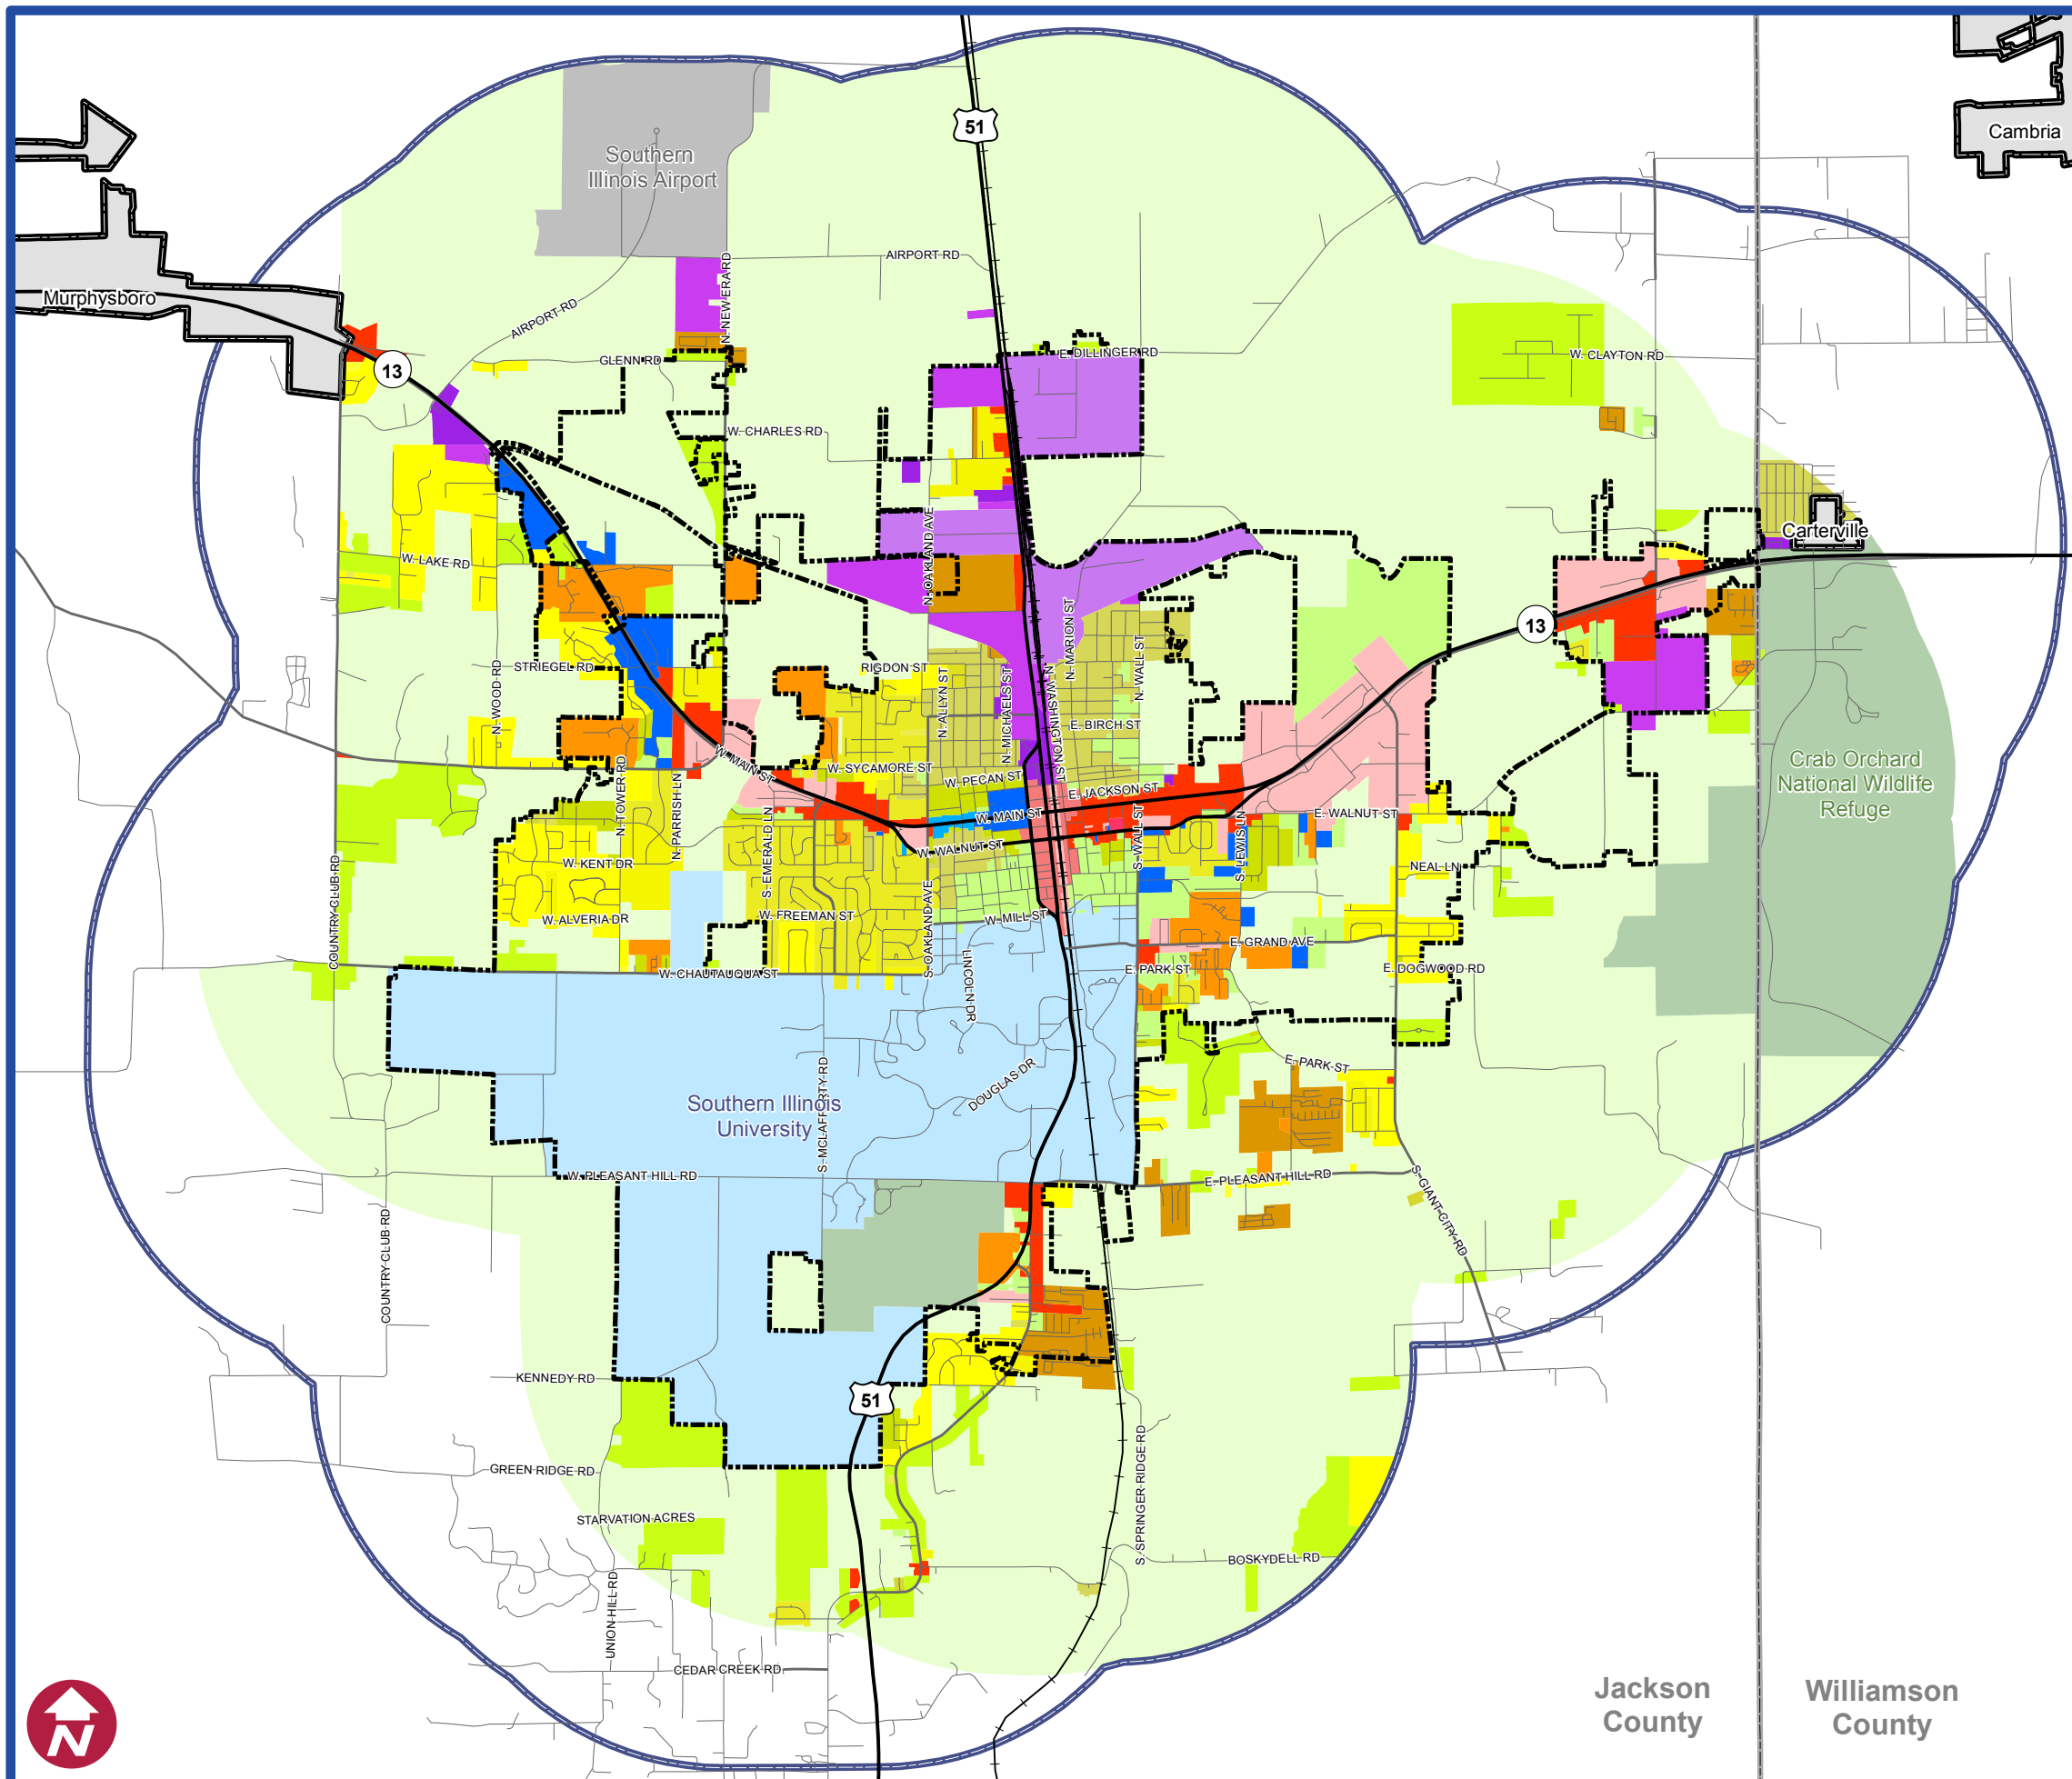 Cambria
51
Southern
Illinois Airport
AIRPORT RD
Murphysboro
AIRPORT RD
N. NEW ERA RD
GLENN RD
E. DILLINGER RD
W. CLAYTON RD
13
W. CHARLES RD
Carterville
N. OAKLAND AVE
W. LAKE RD
13
N. MARION ST
N. WALL ST
STRIEGEL RD
RIGDON ST
N. WOOD RD
N. ALLYN ST
N. MICHAELS ST
N. WASHINGTON ST
E. BIRCH ST
W. MAIN ST
W. SYCAMORE ST
W. PECAN ST
E. JACKSON ST
Crab Orchard
National Wildlife
Refuge
N. TOWER RD
N. PARRISH LN
S. EMERALD LN
W. MAIN ST
W. WALNUT ST
S. WALL ST
S. LEWIS LN
E. WALNUT ST
W. KENT DR
NEAL LN
COUNTRY CLUB RD
W. ALVERIA DR
W. FREEMAN ST
S. OAKLAND AVE
W. MILL ST
E. GRAND AVE
W. CHAUTAUQUA ST
LINCOLN DR
E. PARK ST
E. DOGWOOD RD
E. PARK ST
DOUGLAS DR
Southern Illinois
University
S. MCLAFFERTY RD
W. PLEASANT HILL RD
E. PLEASANT HILL RD
S. GIANT CITY RD
COUNTRY CLUB RD
KENNEDY RD
51
GREEN RIDGE RD
S. SPRINGER RIDGE RD
STARVATION ACRES
BOSKYDELL RD
UNION HILL RD
CEDAR CREEK RD
Jackson
County
Williamson
County
N